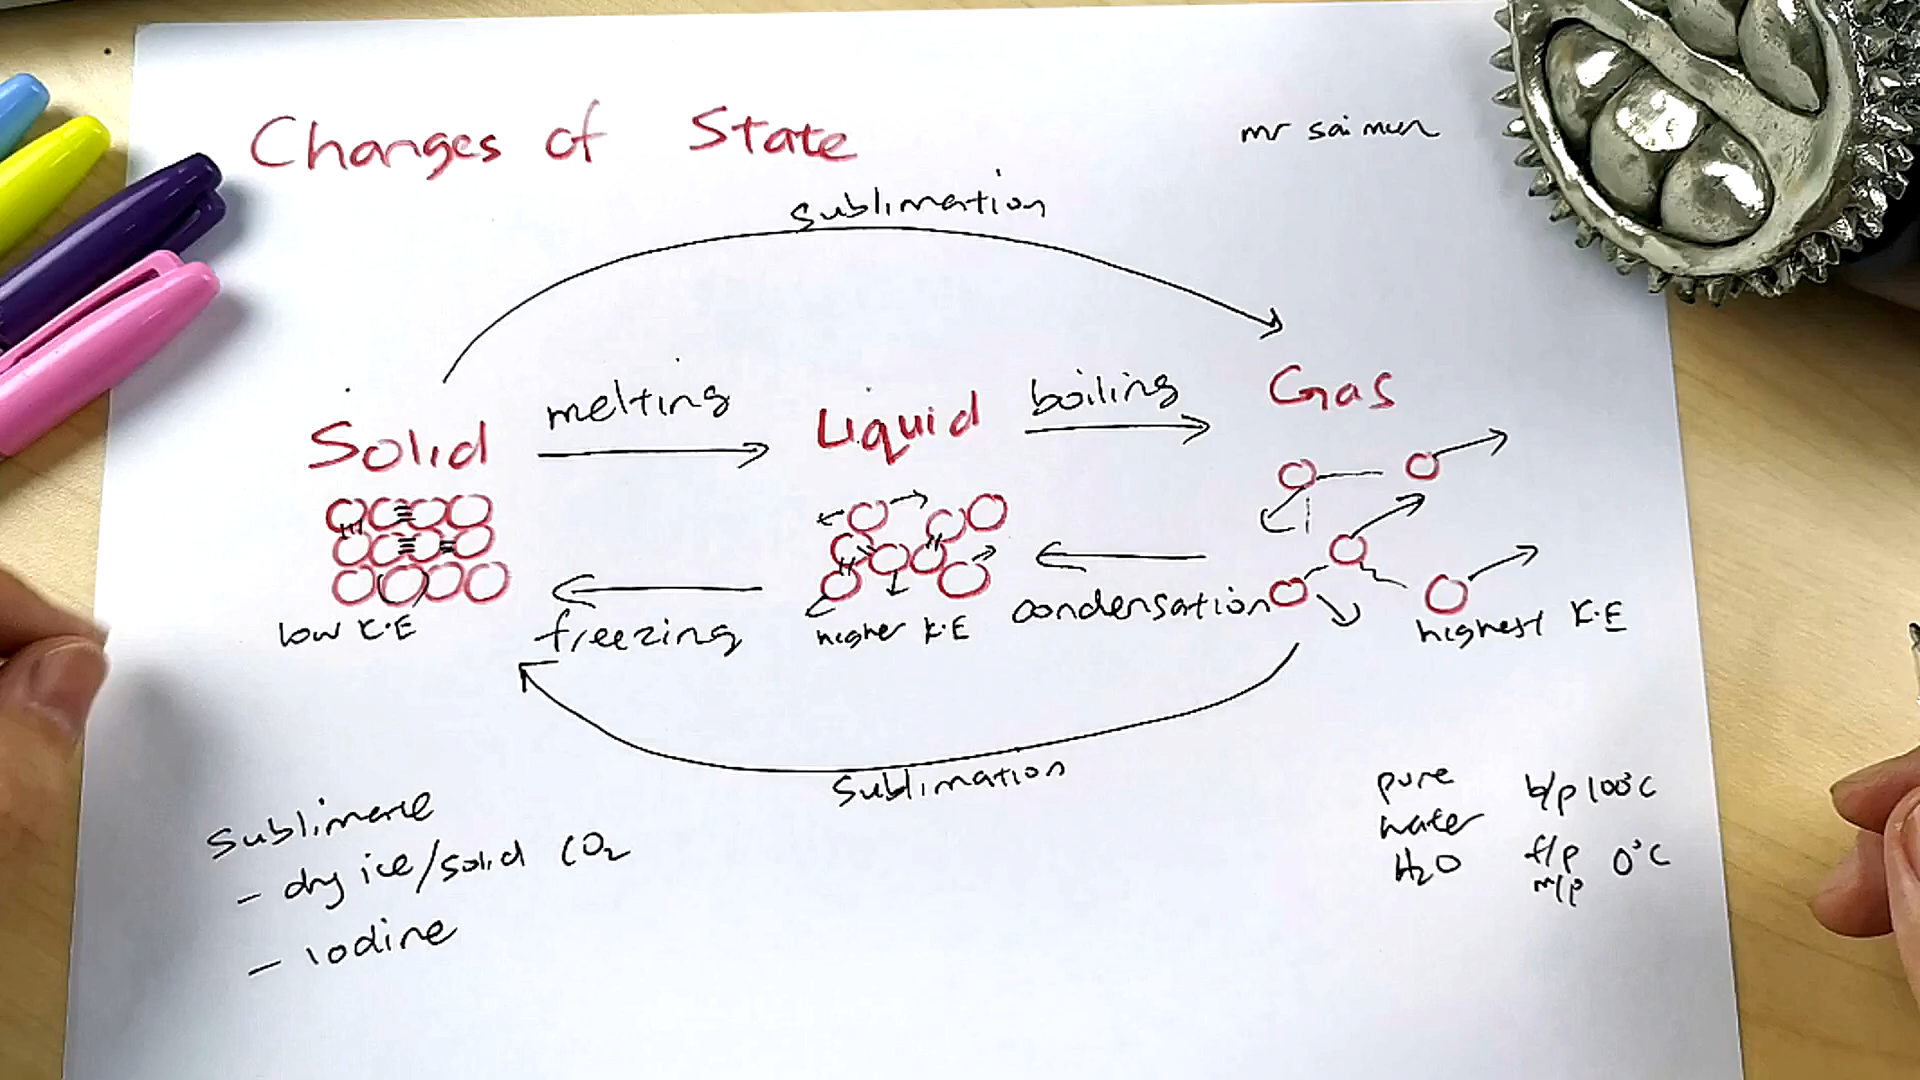 Changes of State
mr sai mun
sublimation
Solid
melting
Liquid
boiling
Gas
low K.E
freezing
higher K.E
condensation
highest K.E
Sublimation
Sublimare
- dry ice/solid CO2
- iodine
pure
water
H2O
b/p 100°C
f/p 0°C
m/p